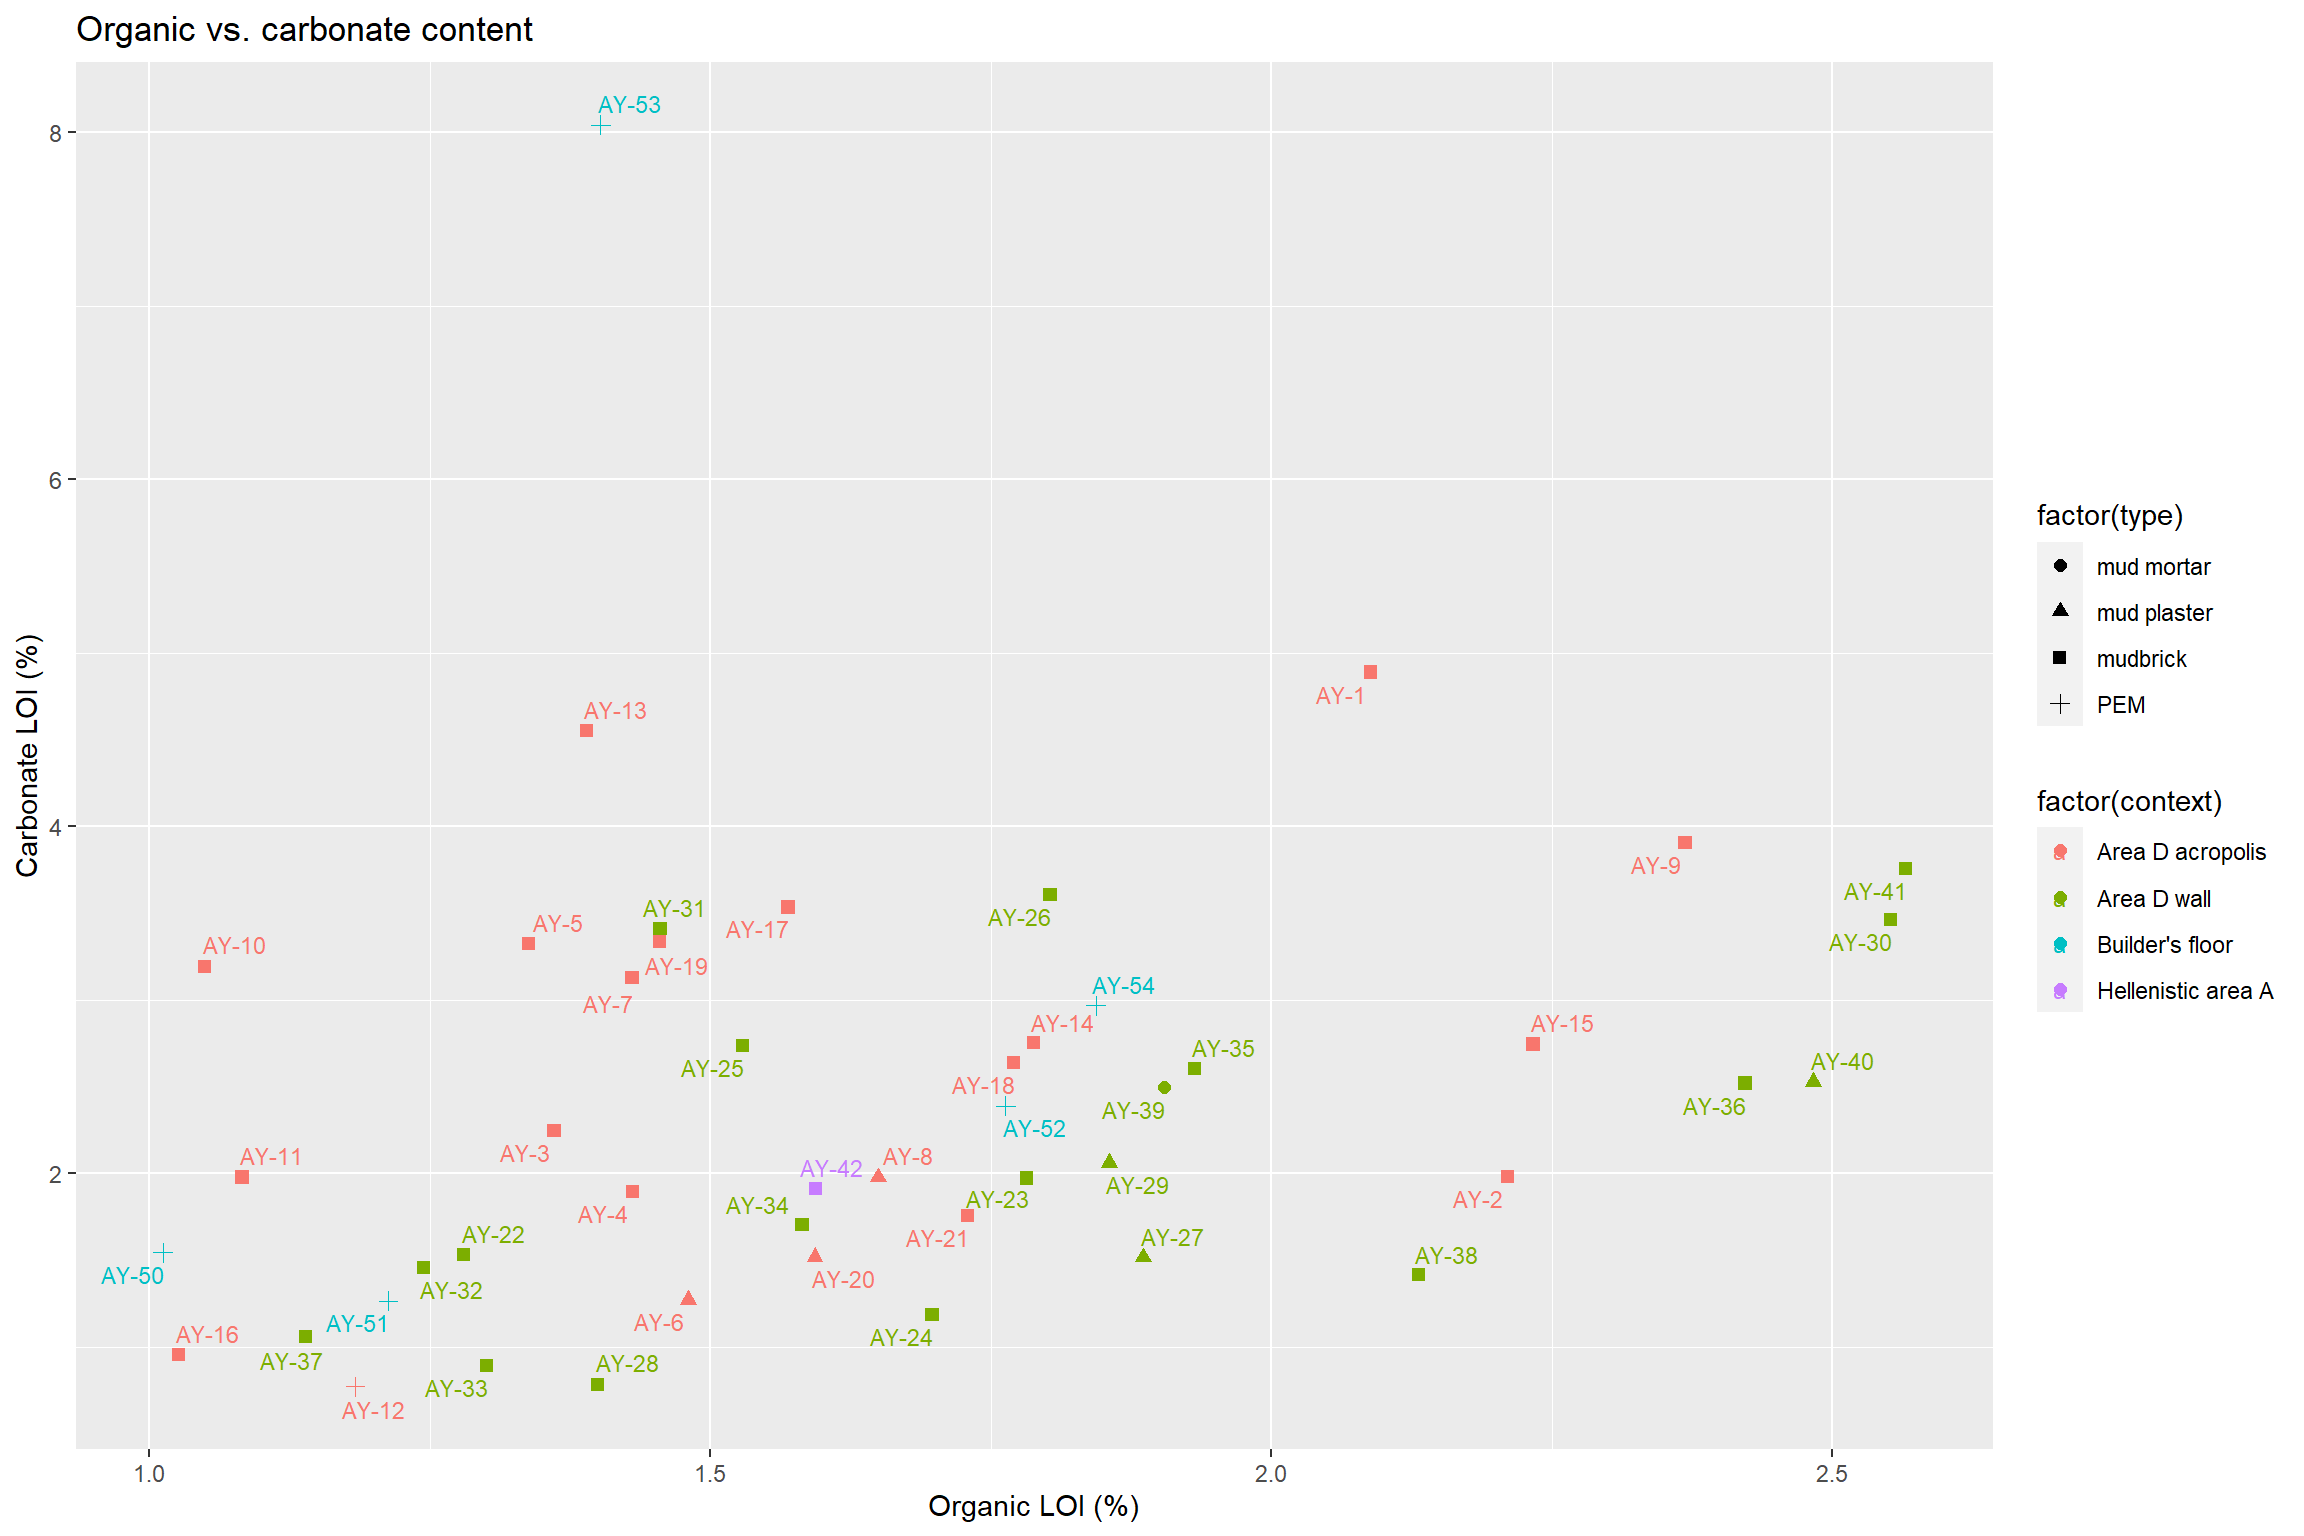 Organic vs. carbonate content
AY-53
8
6
factor(type)
mud mortar
mud plaster
mudbrick
PEM
Carbonate LOI (%)
AY-1
AY-13
factor(context)
a Area D acropolis
a Area D wall
a Builder's floor
a Hellenistic area A
4
AY-9
AY-41
AY-31
AY-26
AY-5
AY-17
AY-10
AY-30
AY-19
AY-54
AY-7
AY-14
AY-15
AY-35
AY-40
AY-25
AY-18
AY-36
AY-39
AY-52
AY-3
AY-11
AY-8
AY-42
2
AY-29
AY-23
AY-2
AY-34
AY-4
AY-21
AY-27
AY-22
AY-38
AY-50
AY-20
AY-32
AY-51
AY-6
AY-16
AY-24
AY-37
AY-28
AY-33
AY-12
1.0
1.5
2.0
2.5
Organic LOI (%)